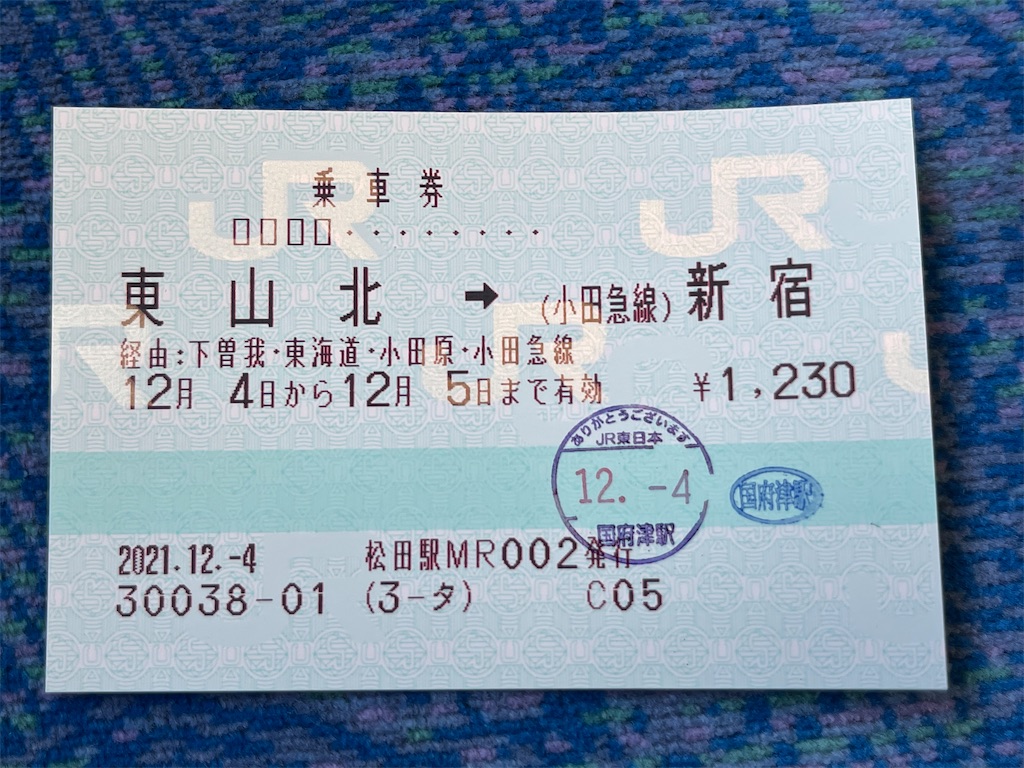 乗車券
□□□□・・・・・・・・
東山北 → (小田急線)新宿
経由:下曽我・東海道・小田原・小田急線
12月 4日から12月 5日まで有効 ¥1,230
ありがとうございます
JR東日本
12.-4
国府津駅
国府津駅
2021.12.-4 松田駅MR002発行
30038-01 (3-タ) C05
JR
JR